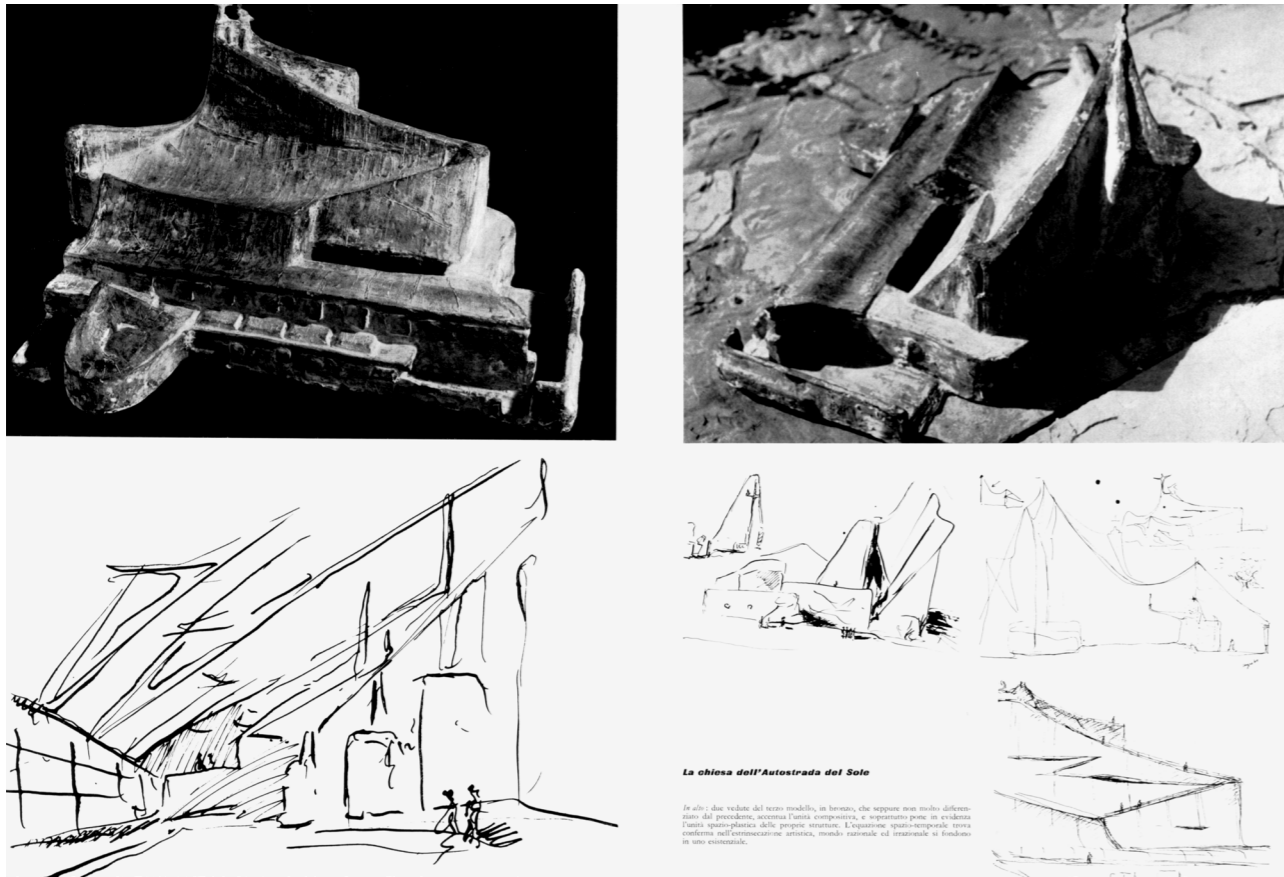 La chiesa dell'Autostrada del Sole
In alto : due vedute del terzo modello, in bronzo, che seppure non molto differen-
ziato dal precedente, accentua l'unità compositiva, e soprattutto pone in evidenza
l'unità spazio-plastica delle proprie strutture. L'equazione spazio-temporale trova
conferma nell'estrinsecazione artistica, mondo razionale ed irrazionale si fondono
in uno esistenziale.